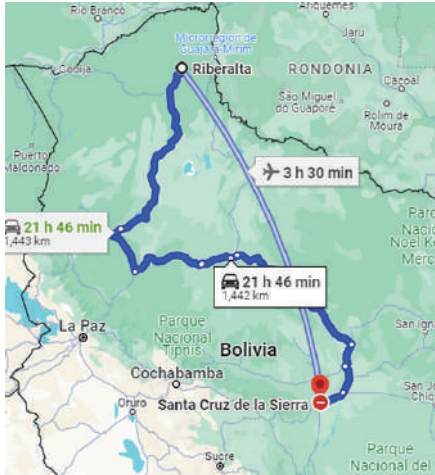 Rio Branco
Ariquemes
Microrregion de
Guajará-Mirim
Jaru
Cobija
Riberalta
RONDONIA
Cacoal
São Miguel
do Guaporé
Rolim de
Moura
Puerto
Maldonado
3 h 30 min
21 h 46 min
1,443 km
Noel K
21 h 46 min
1,442 km
La Paz
Parque
Nacional
Tipnis
Bolivia
San Ign
Cochabamba
Oruro
Santa Cruz de la Sierra
San Jo
Chiq
Sucre
Parque
Nacional del